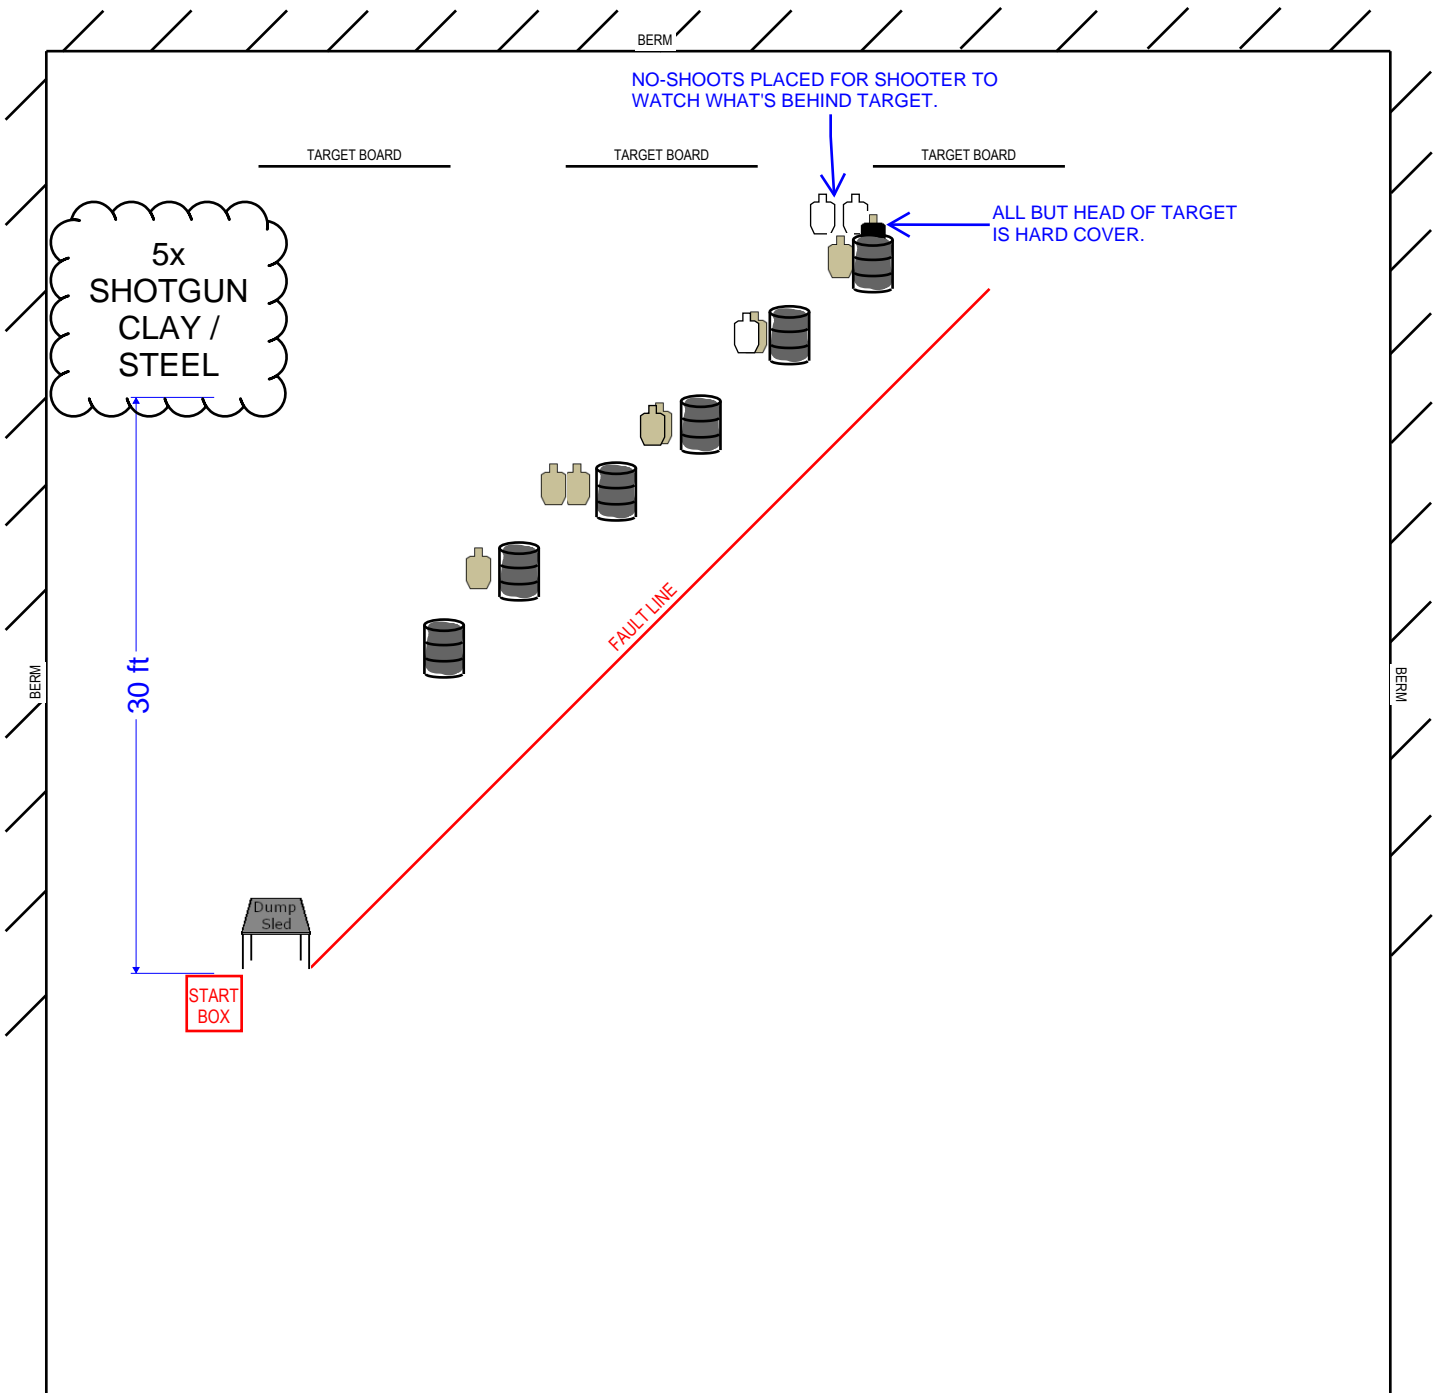 BERM
NO-SHOOTS PLACED FOR SHOOTER TO
WATCH WHAT'S BEHIND TARGET.
TARGET BOARD
TARGET BOARD
TARGET BOARD
ALL BUT HEAD OF TARGET
IS HARD COVER.
5x
SHOTGUN
CLAY /
STEEL
FAULT LINE
30 ft
BERM
BERM
Dump
Sled
START
BOX